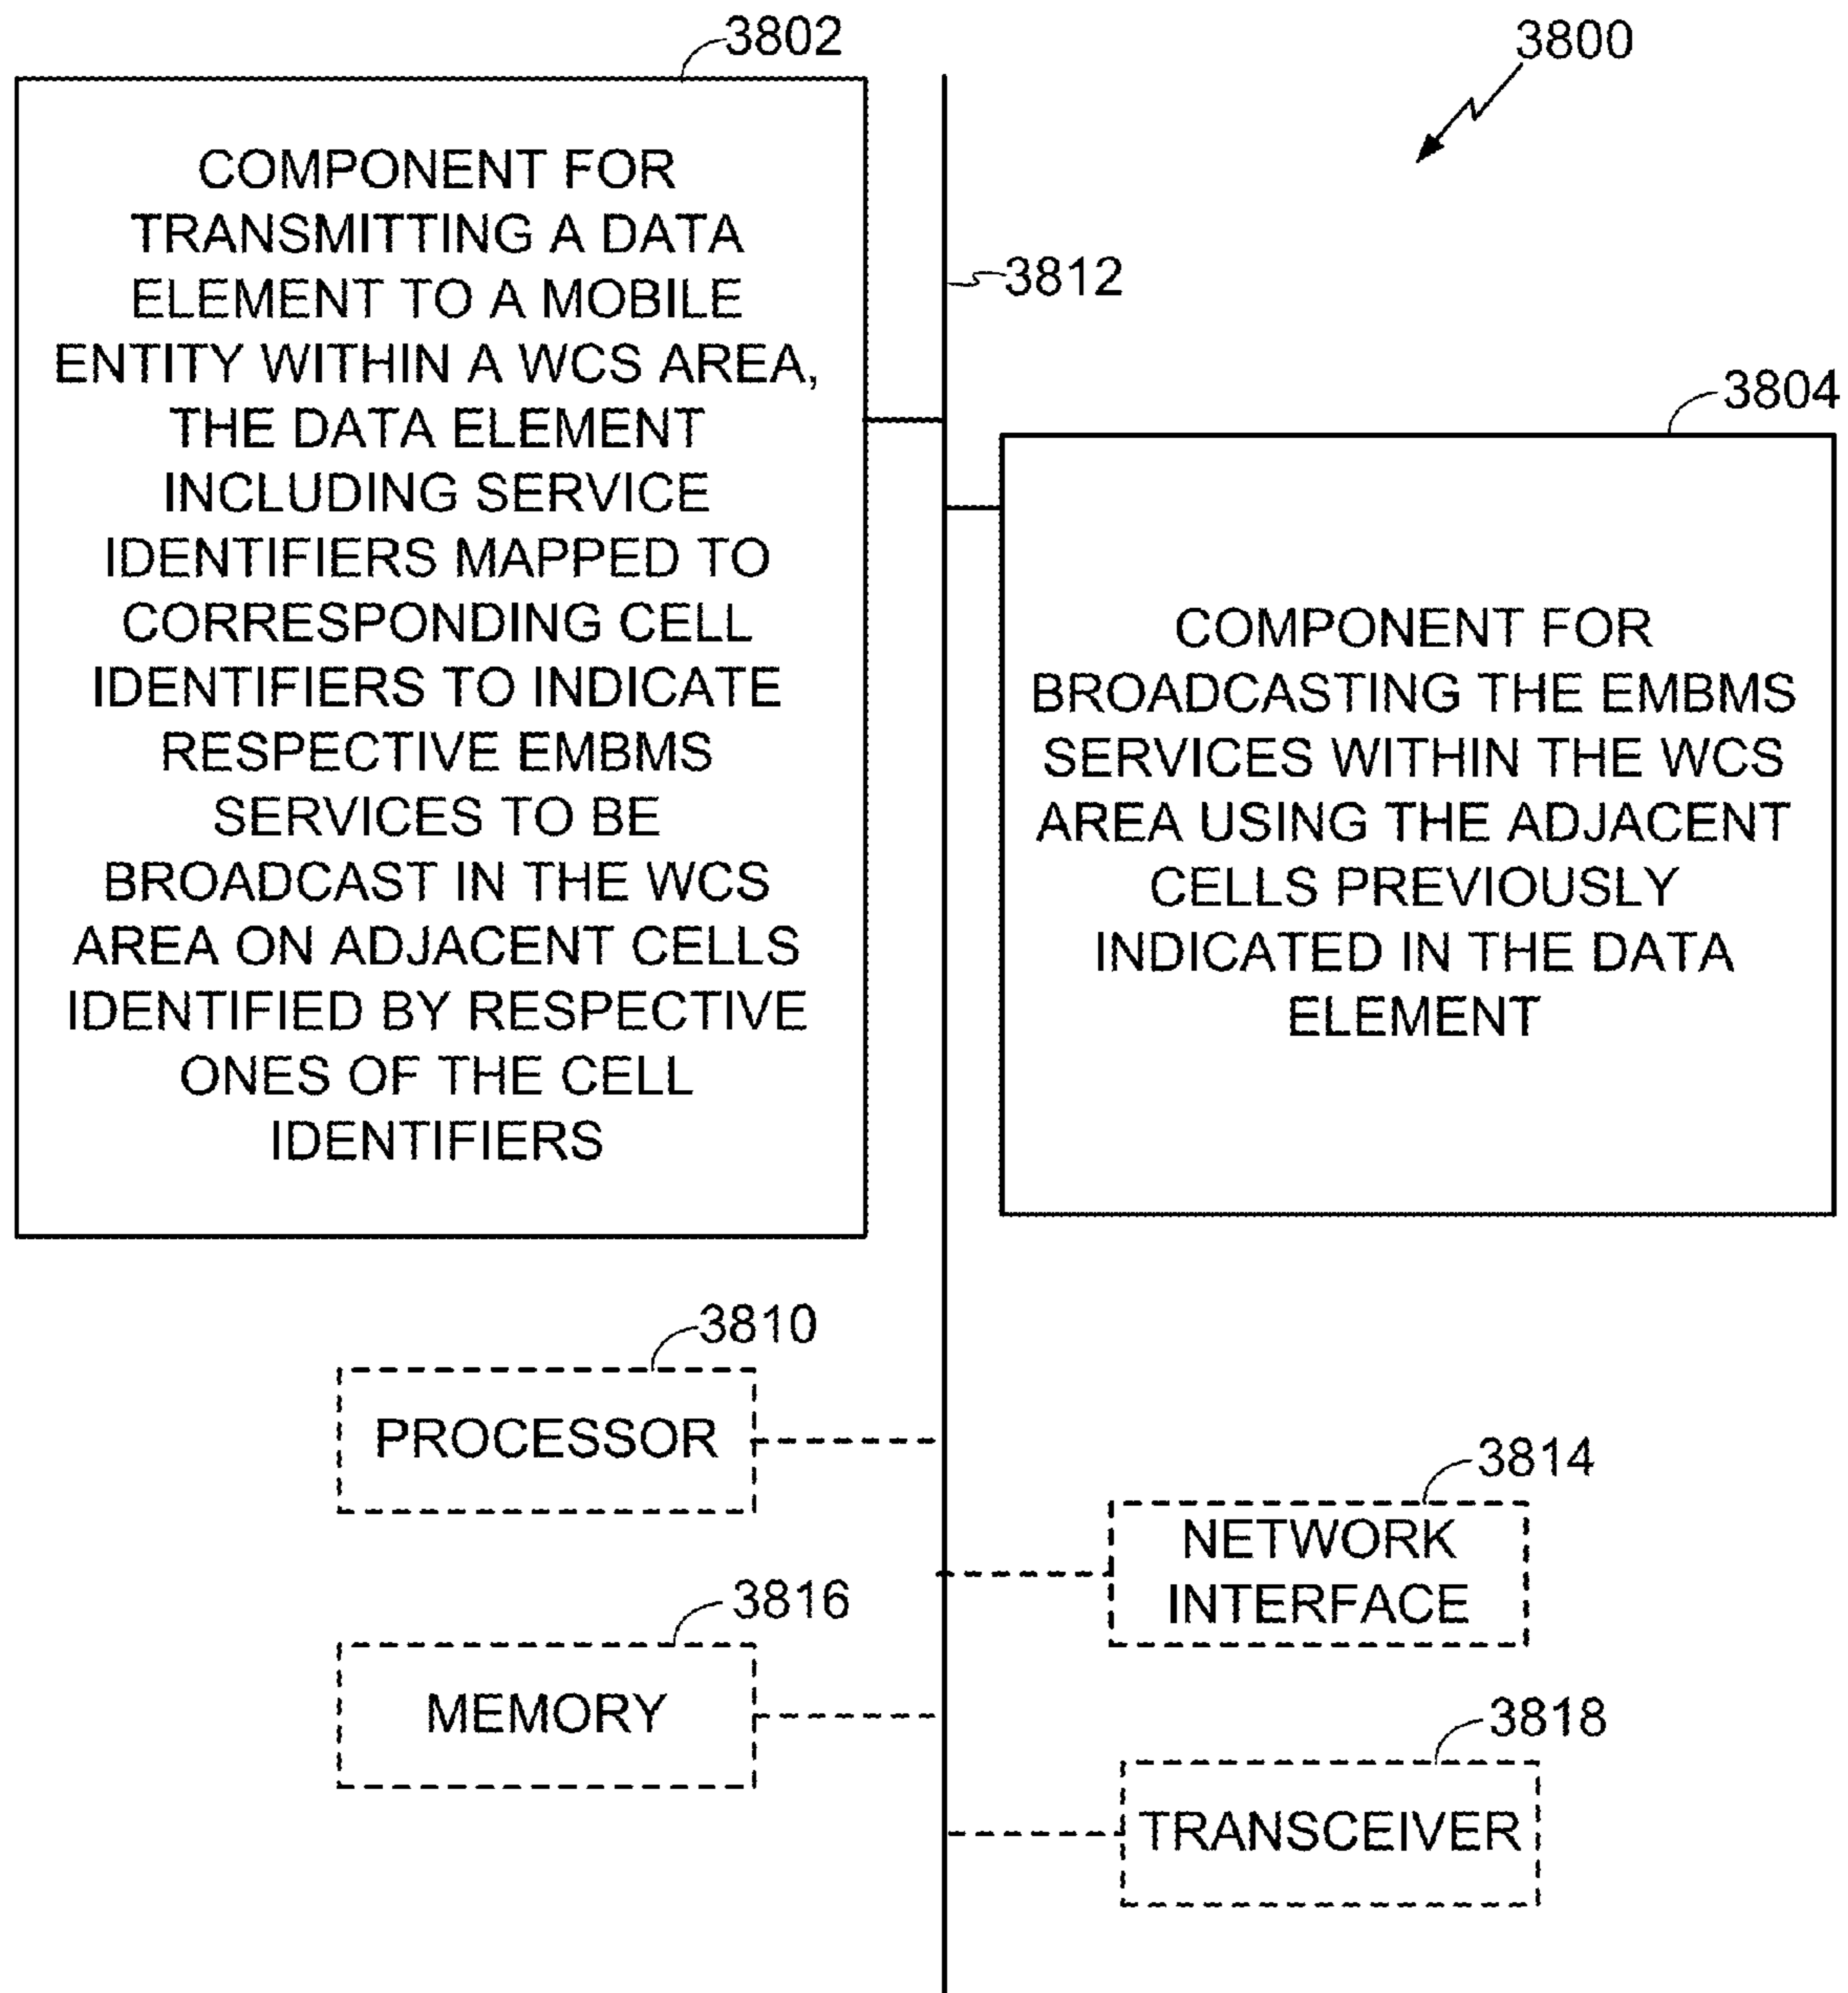 3802
3800
COMPONENT FOR
TRANSMITTING A DATA
ELEMENT TO A MOBILE
ENTITY WITHIN A WCS AREA,
THE DATA ELEMENT
INCLUDING SERVICE
IDENTIFIERS MAPPED TO
CORRESPONDING CELL
IDENTIFIERS TO INDICATE
RESPECTIVE EMBMS
SERVICES TO BE
BROADCAST IN THE WCS
AREA ON ADJACENT CELLS
IDENTIFIED BY RESPECTIVE
ONES OF THE CELL
IDENTIFIERS
3812
3804
COMPONENT FOR
BROADCASTING THE EMBMS
SERVICES WITHIN THE WCS
AREA USING THE ADJACENT
CELLS PREVIOUSLY
INDICATED IN THE DATA
ELEMENT
3810
PROCESSOR
3814
NETWORK
INTERFACE
3816
MEMORY
3818
TRANSCEIVER